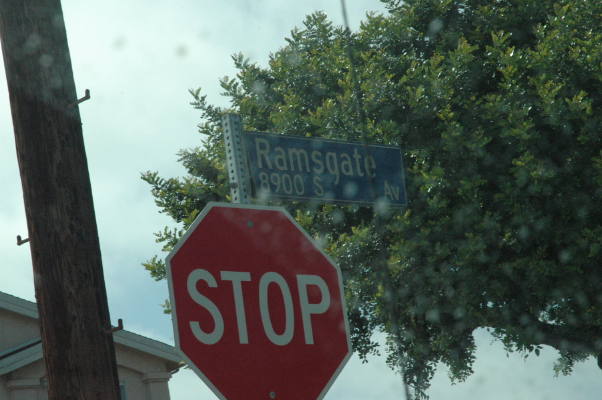 Ramsgate
8900 S Av
STOP